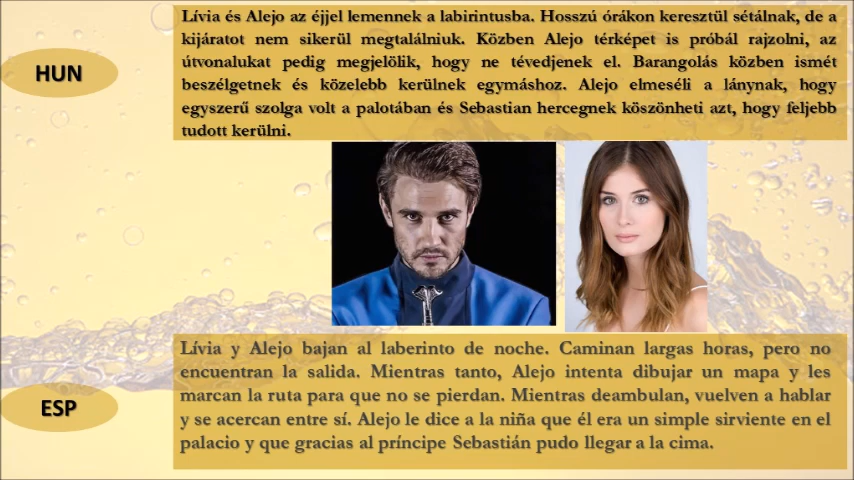 Lívia és Alejo az éjjel lemennek a labirintusba. Hosszú órákon keresztül sétálnak, de a
kijáratot nem sikerül megtalálniuk. Közben Alejo térképet is próbál rajzolni, az
HUN
útvonalukat pedig megjelölik, hogy ne tévedjenek el. Barangolás közben ismét
beszélgetnek és közelebb kerülnek egymáshoz. Alejo elmeséli a lánynak, hogy
egyszerű szolga volt a palotában és Sebastian hercegnek köszönheti azt, hogy feljebb
tudott kerülni.
Lívia y Alejo bajan al laberinto de noche. Caminan largas horas, pero no
encuentran la salida. Mientras tanto, Alejo intenta dibujar un mapa y les
marcan la ruta para que no se pierdan. Mientras deambulan, vuelven a hablar
ESP
y se acercan entre sí. Alejo le dice a la niña que él era un simple sirviente en el
palacio y que gracias al príncipe Sebastián pudo llegar a la cima.